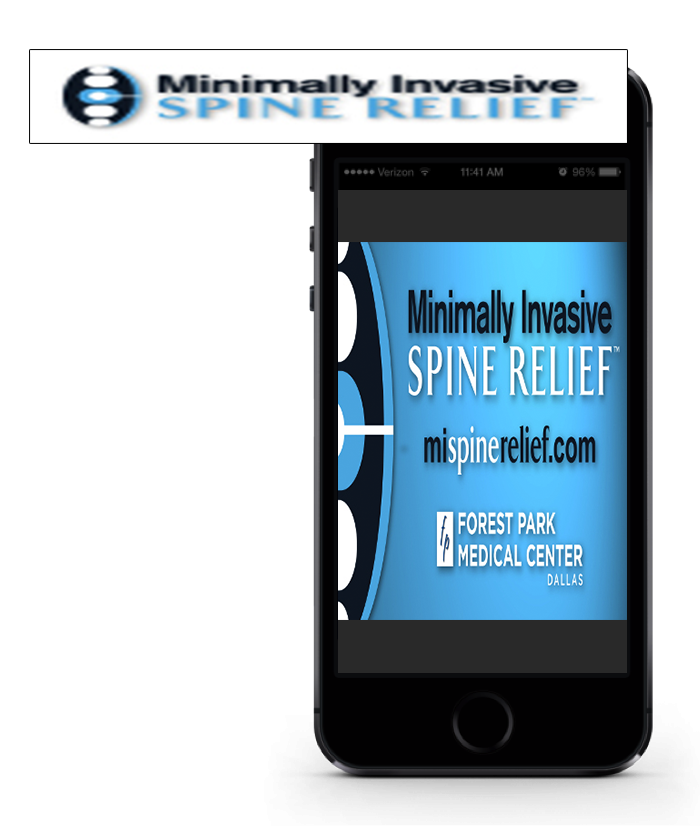 Minimally Invasive
SPINE RELIEF™
Verizon 11:41 AM 96%
Minimally Invasive
SPINE RELIEF™
mispinerelief.com
fp FOREST PARK
MEDICAL CENTER
DALLAS